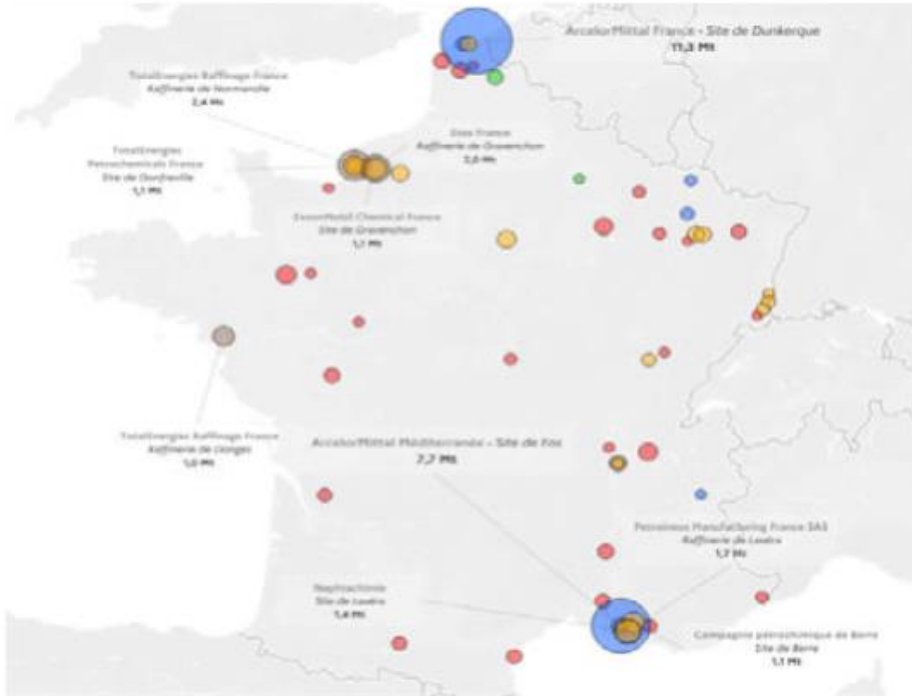 ArcelorMittal France - Site de Dunkerque
11,3 Mt
TotalEnergies Raffinage France
Raffinerie de Normandie
2,4 Mt
Raffinerie de Gravenchon
2,0 Mt
TotalEnergies
Petrochemicals France
Site de Gonfreville
1,1 Mt
ExxonMobil Chemical France
Site de Gravenchon
1,1 Mt
TotalEnergies Raffinage France
Raffinerie de Donges
1,0 Mt
ArcelorMittal Méditerranée - Site de Fos
7,7 Mt
Petroineos Manufacturing France SAS
Raffinerie de Lavéra
1,7 Mt
Naphtachimie
Site de Lavéra
1,4 Mt
Compagnie pétrochimique de Berre
Site de Berre
1,1 Mt